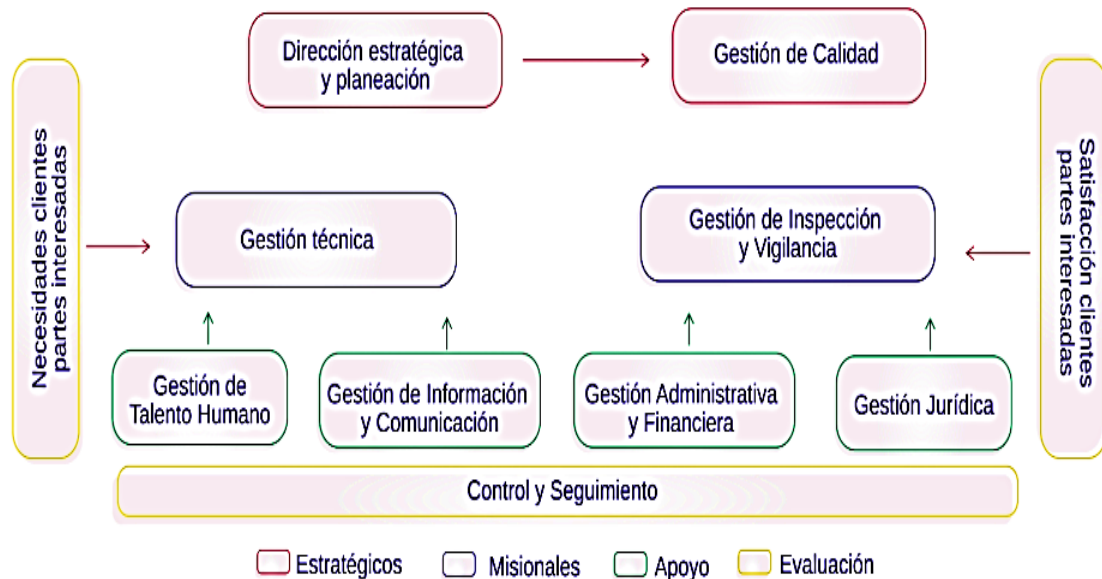 Dirección estratégica
y planeación
Gestión de Calidad
Necesidades clientes
partes interesadas
Gestión técnica
Gestión de Inspección
y Vigilancia
Satisfacción clientes
partes interesadas
Gestión de
Talento Humano
Gestión de Información
y Comunicación
Gestión Administrativa
y Financiera
Gestión Jurídica
Control y Seguimiento
Estratégicos
Misionales
Apoyo
Evaluación